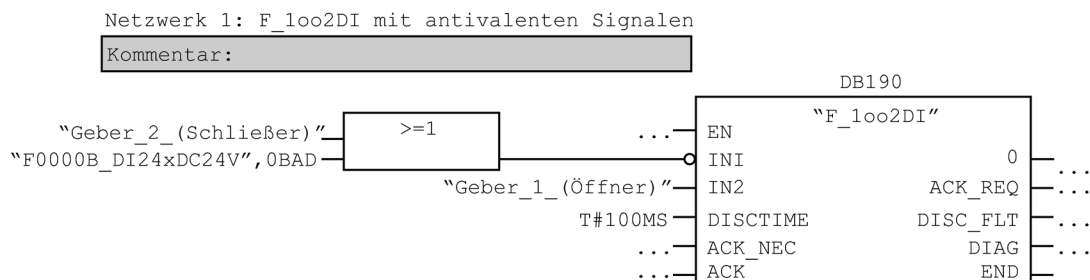 Netzwerk 1: F_1oo2DI mit antivalenten Signalen
Kommentar:
DB190
"F_1oo2DI"
"Geber_2_(Schließer)"
>=1
"F0000B_DI24xDC24V",0BAD
... EN
INI
0 ...
"Geber_1_(Öffner)" IN2
ACK_REQ ...
T#100MS DISCTIME
DISC_FLT ...
... ACK_NEC
DIAG ...
... ACK
END